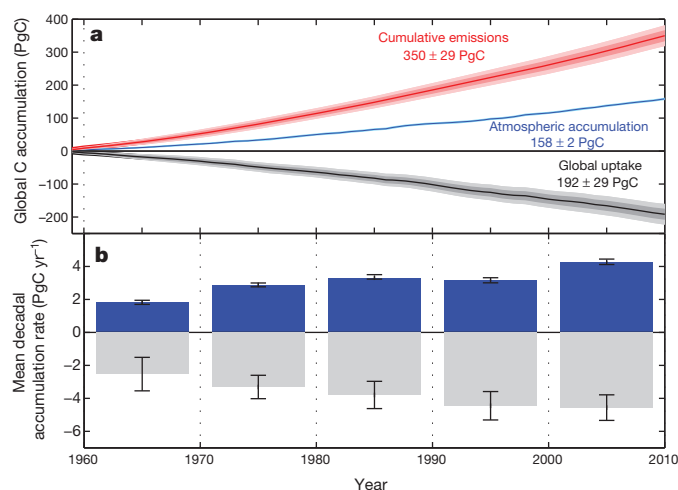 a
Global C accumulation (PgC)
400
300
200
100
0
−100
−200
Cumulative emissions
350 ± 29 PgC
Atmospheric accumulation
158 ± 2 PgC
Global uptake
192 ± 29 PgC
b
Mean decadal
accumulation rate (PgC yr⁻¹)
4
2
0
−2
−4
−6
1960
1970
1980
1990
2000
2010
Year